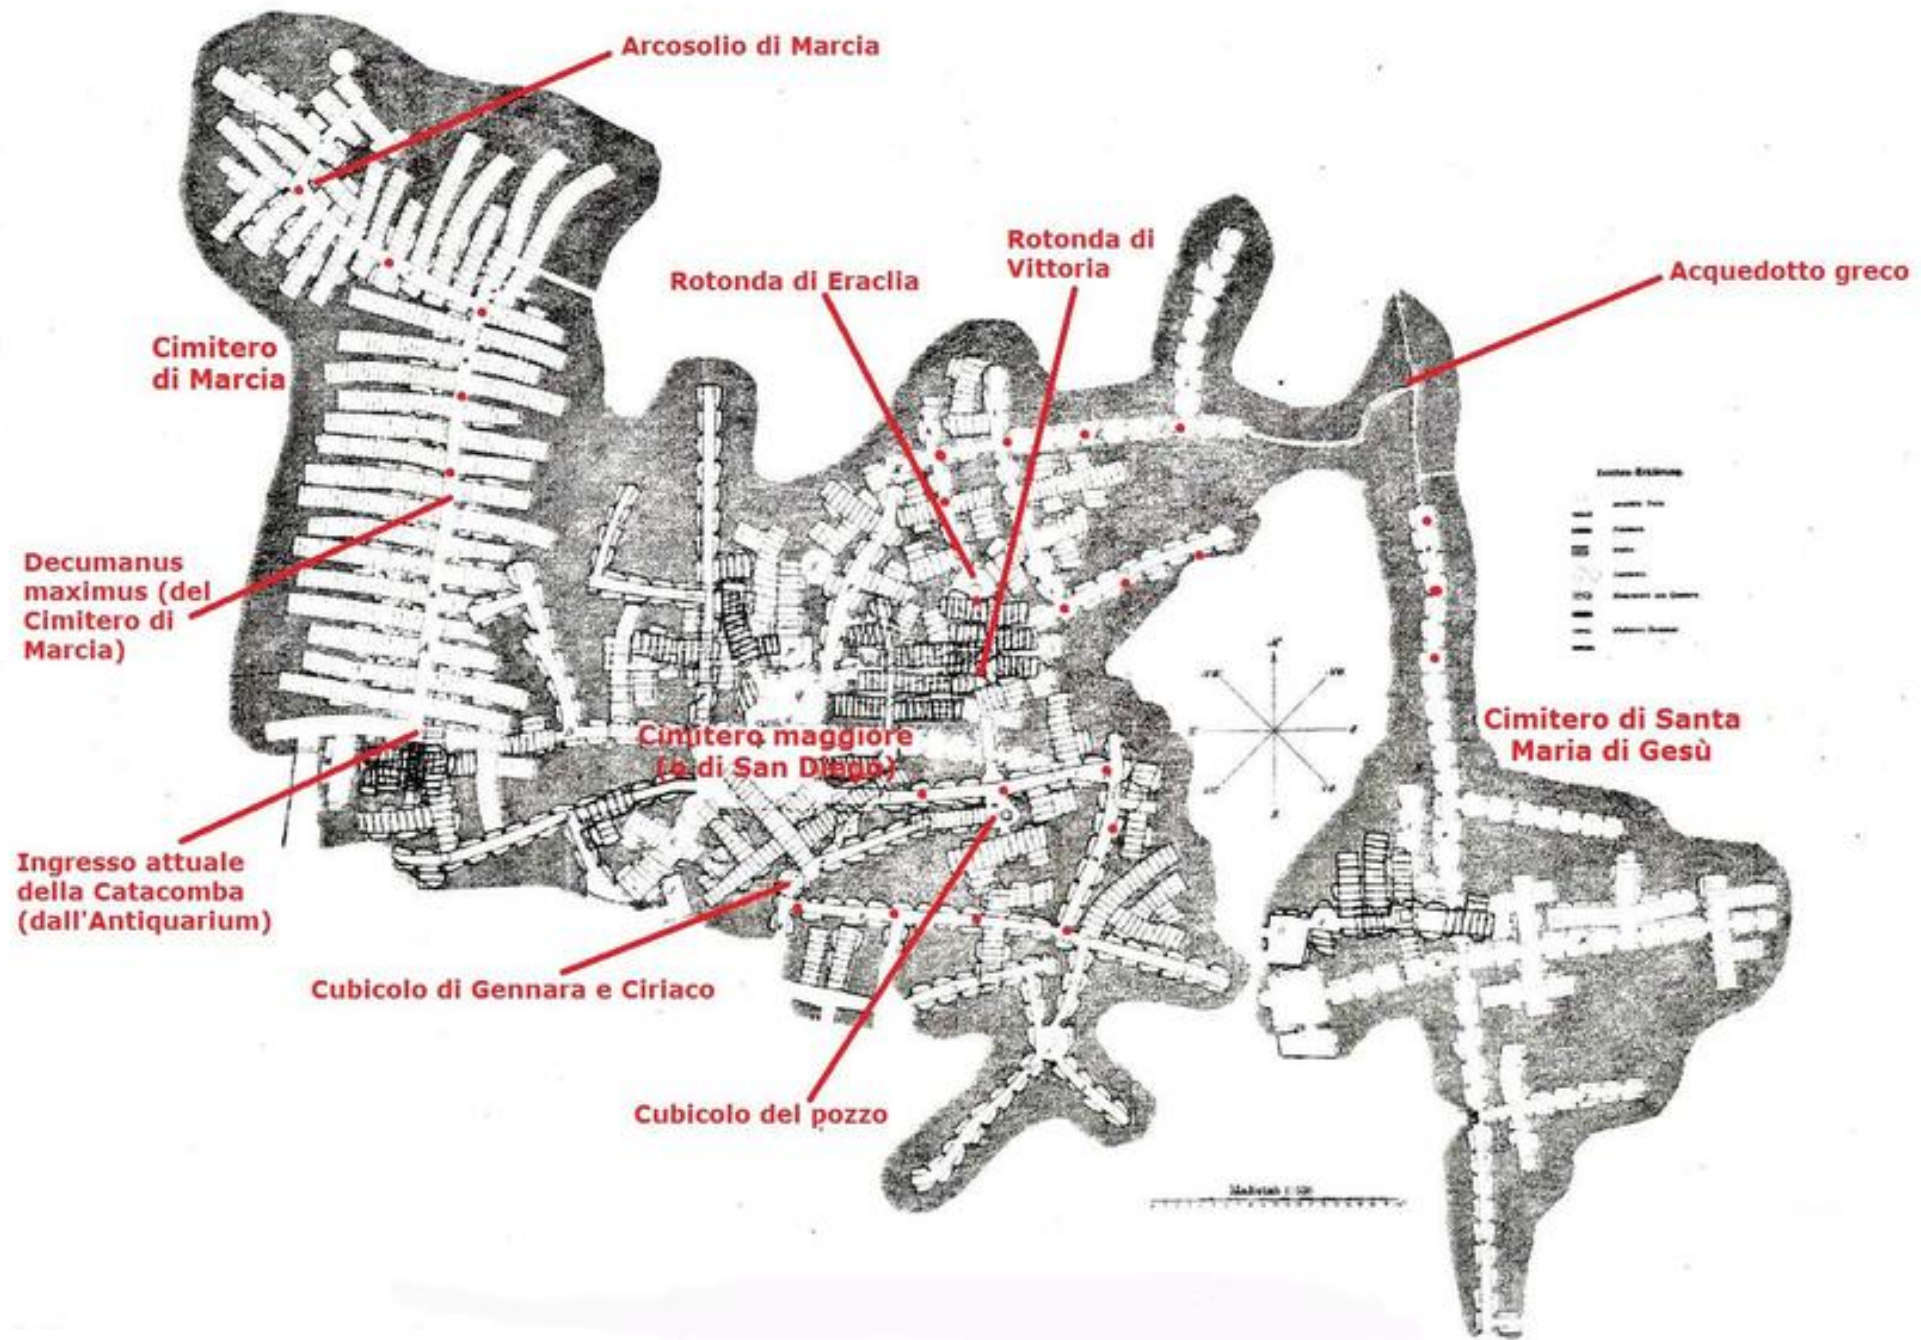 Arcosolio di Marcia
Rotonda di
Vittoria
Rotonda di Eraclia
Acquedotto greco
Cimitero
di Marcia
Decumanus
maximus (del
Cimitero di
Marcia)
Cimitero di Santa
Maria di Gesù
Cimitero maggiore
(o di San Diego)
Ingresso attuale
della Catacomba
(dall'Antiquarium)
Cubicolo di Gennara e Ciriaco
Cubicolo del pozzo